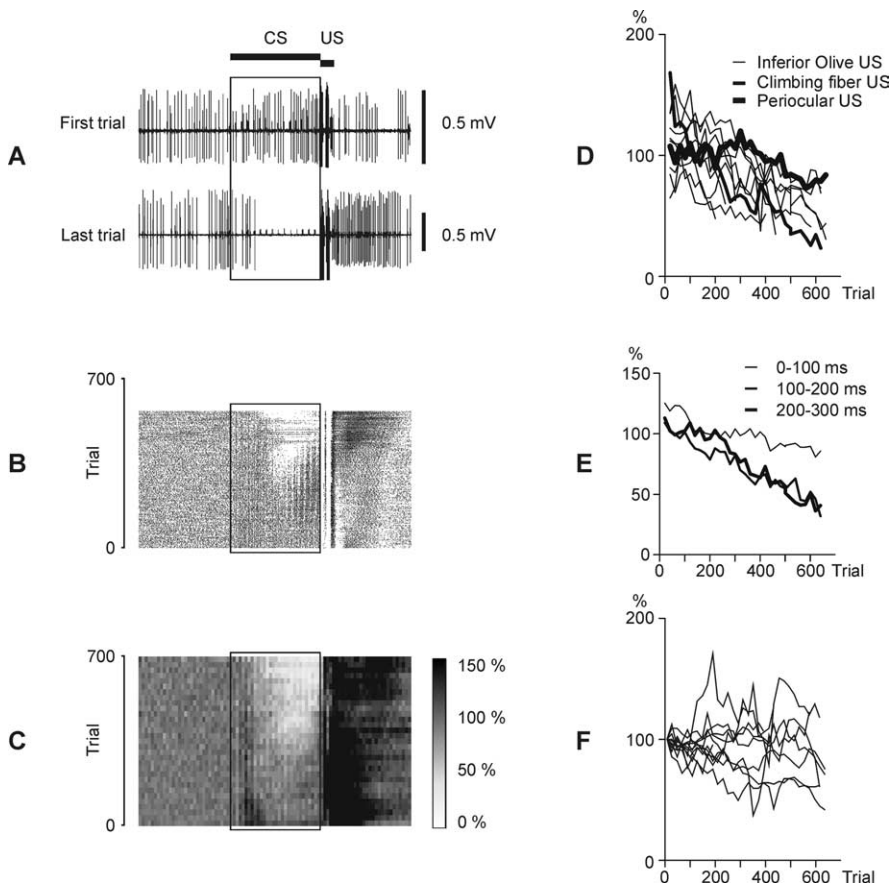 CS US
A
First trial
0.5 mV
Last trial
0.5 mV
B
700
Trial
0
C
700
Trial
0
150 %
100 %
50 %
0 %
D
%
200
100
0
0 200 400 600 Trial
Inferior Olive US
Climbing fiber US
Periocular US
E
%
150
100
50
0
0 200 400 600 Trial
0-100 ms
100-200 ms
200-300 ms
F
%
200
100
0
0 200 400 600 Trial